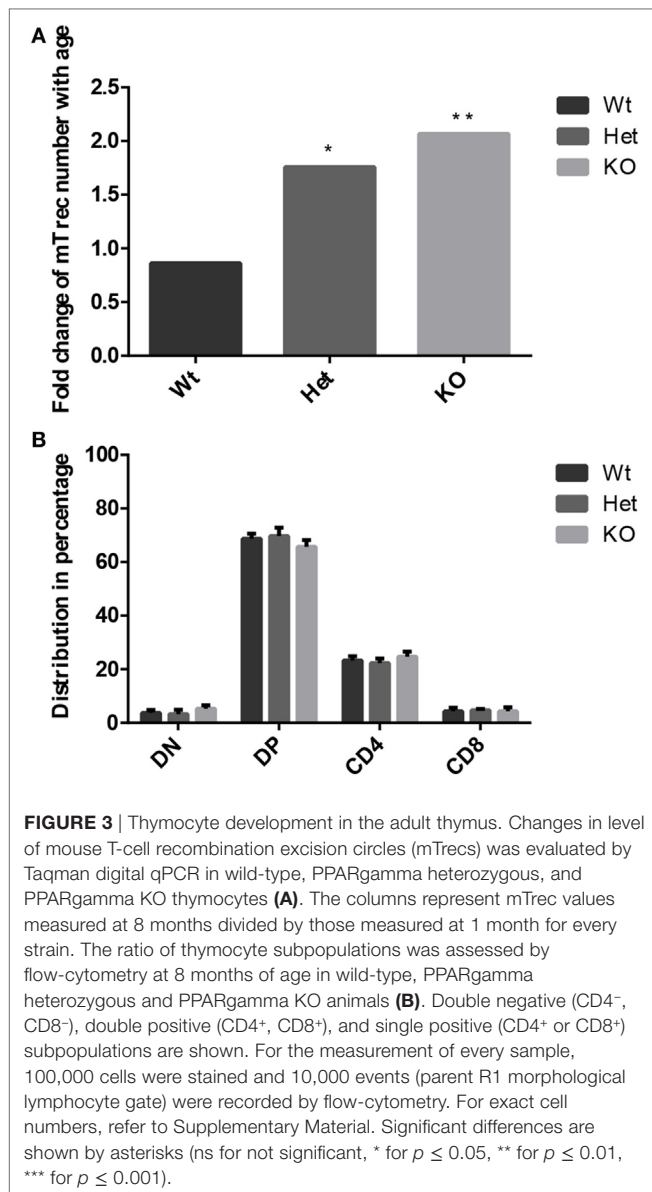 A
Fold change of mTrec number with age
2.5
2.0
1.5
1.0
0.5
0.0
*
**
Wt
Het
KO
Wt
Het
KO
B
Distribution in percentage
100
80
60
40
20
0
DN
DP
CD4
CD8
Wt
Het
KO
FIGURE 3 | Thymocyte development in the adult thymus. Changes in level
of mouse T-cell recombination excision circles (mTrecs) was evaluated by
Taqman digital qPCR in wild-type, PPARgamma heterozygous, and
PPARgamma KO thymocytes (A). The columns represent mTrec values
measured at 8 months divided by those measured at 1 month for every
strain. The ratio of thymocyte subpopulations was assessed by
flow-cytometry at 8 months of age in wild-type, PPARgamma
heterozygous and PPARgamma KO animals (B). Double negative (CD4⁻,
CD8⁻), double positive (CD4⁺, CD8⁺), and single positive (CD4⁺ or CD8⁺)
subpopulations are shown. For the measurement of every sample,
100,000 cells were stained and 10,000 events (parent R1 morphological
lymphocyte gate) were recorded by flow-cytometry. For exact cell
numbers, refer to Supplementary Material. Significant differences are
shown by asterisks (ns for not significant, * for p ≤ 0.05, ** for p ≤ 0.01,
*** for p ≤ 0.001).